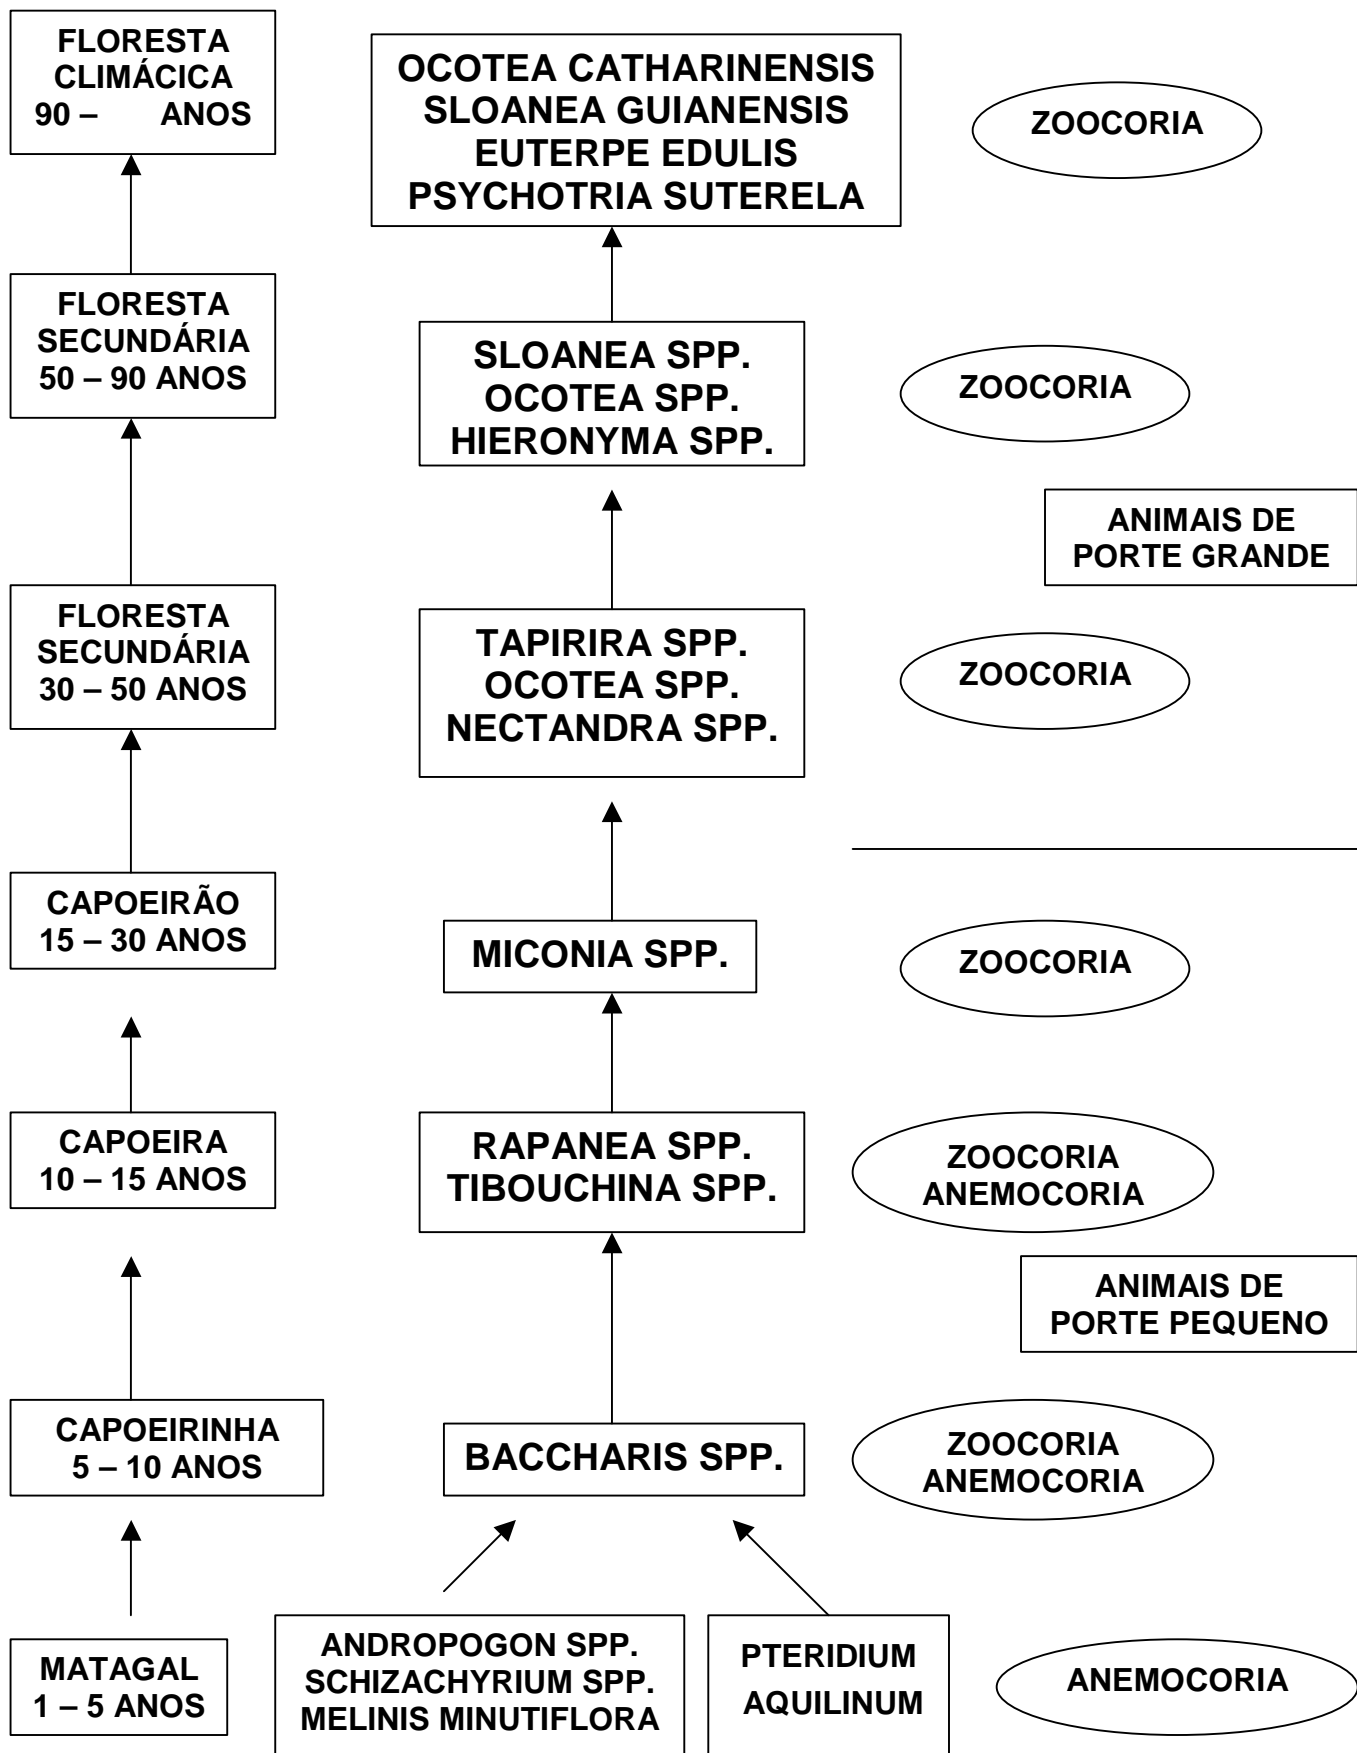 FLORESTA
CLIMÁCICA
90 – ANOS
OCOTEA CATHARINENSIS
SLOANEA GUIANENSIS
EUTERPE EDULIS
PSYCHOTRIA SUTERELA
ZOOCORIA
FLORESTA
SECUNDÁRIA
50 – 90 ANOS
SLOANEA SPP.
OCOTEA SPP.
HIERONYMA SPP.
ZOOCORIA
ANIMAIS DE
PORTE GRANDE
FLORESTA
SECUNDÁRIA
30 – 50 ANOS
TAPIRIRA SPP.
OCOTEA SPP.
NECTANDRA SPP.
ZOOCORIA
CAPOEIRÃO
15 – 30 ANOS
MICONIA SPP.
ZOOCORIA
CAPOEIRA
10 – 15 ANOS
RAPANEA SPP.
TIBOUCHINA SPP.
ZOOCORIA
ANEMOCORIA
ANIMAIS DE
PORTE PEQUENO
CAPOEIRINHA
5 – 10 ANOS
BACCHARIS SPP.
ZOOCORIA
ANEMOCORIA
MATAGAL
1 – 5 ANOS
ANDROPOGON SPP.
SCHIZACHYRIUM SPP.
MELINIS MINUTIFLORA
PTERIDIUM
AQUILINUM
ANEMOCORIA